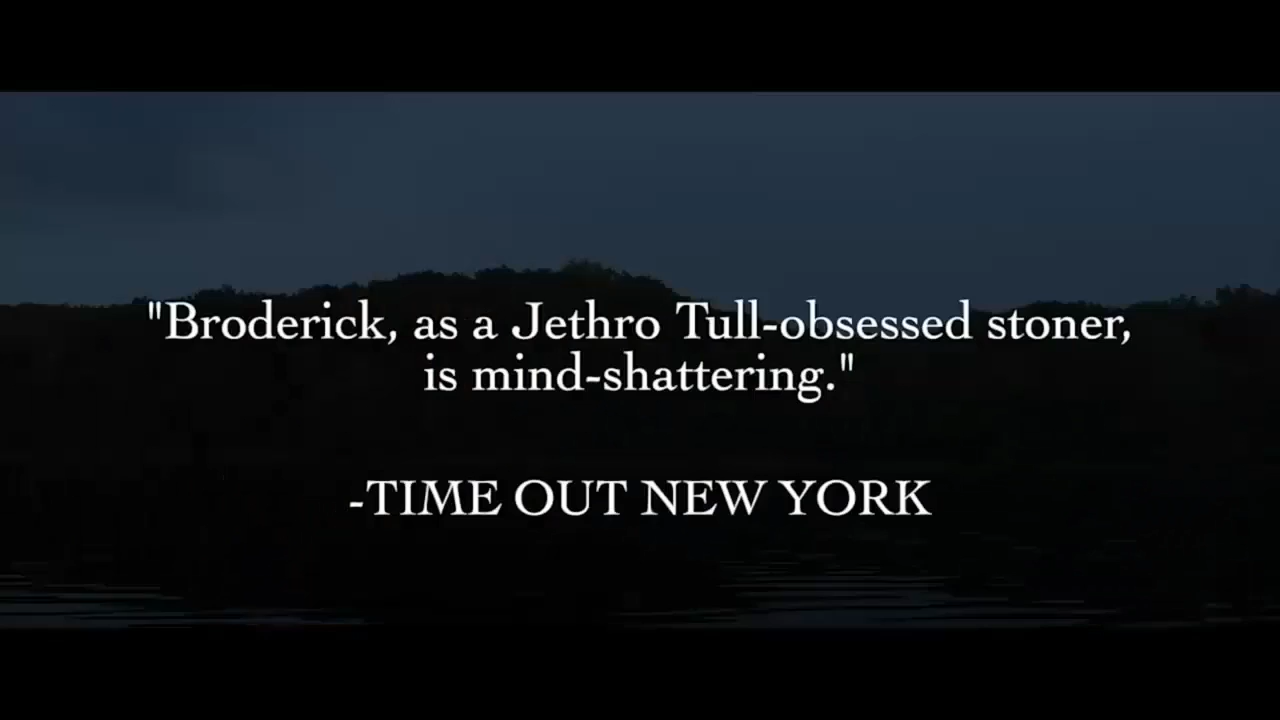 "Broderick, as a Jethro Tull-obsessed stoner,
is mind-shattering."
-TIME OUT NEW YORK